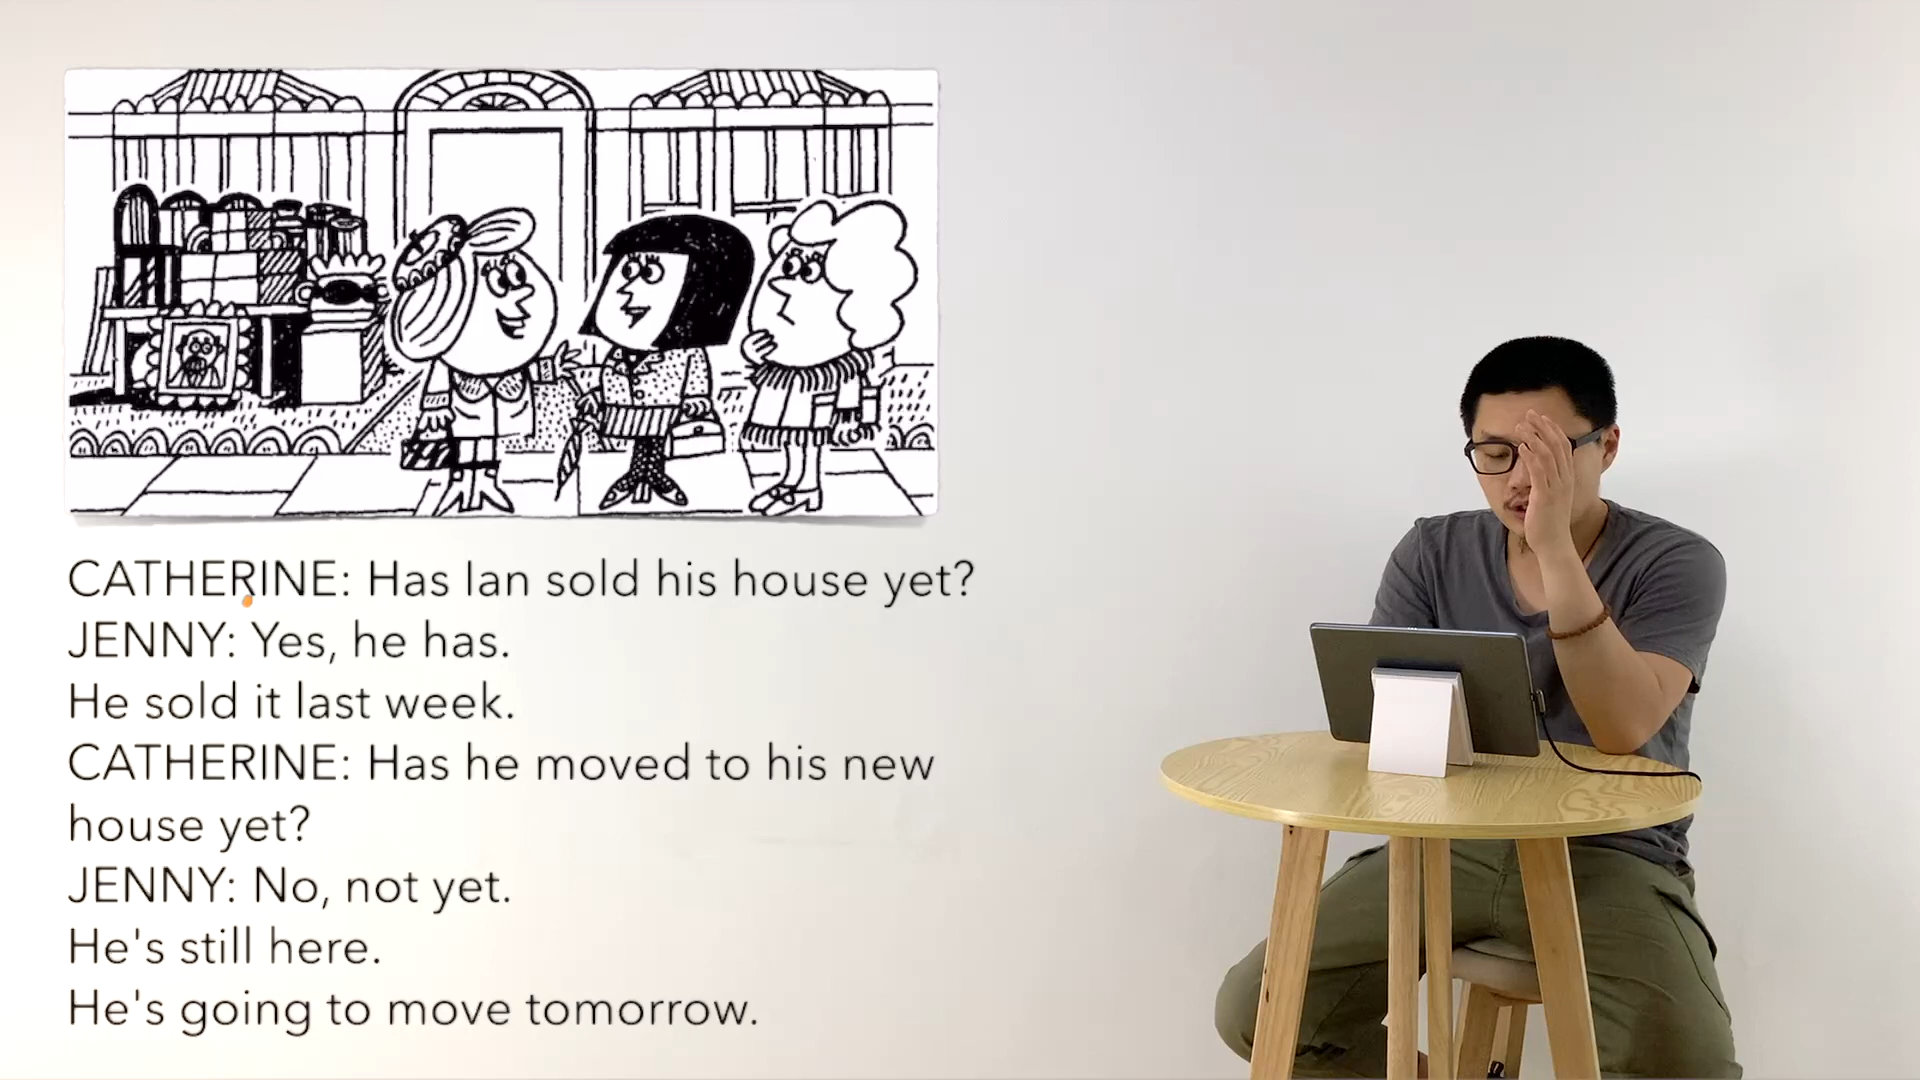 CATHERINE: Has Ian sold his house yet?
JENNY: Yes, he has.
He sold it last week.
CATHERINE: Has he moved to his new
house yet?
JENNY: No, not yet.
He's still here.
He's going to move tomorrow.